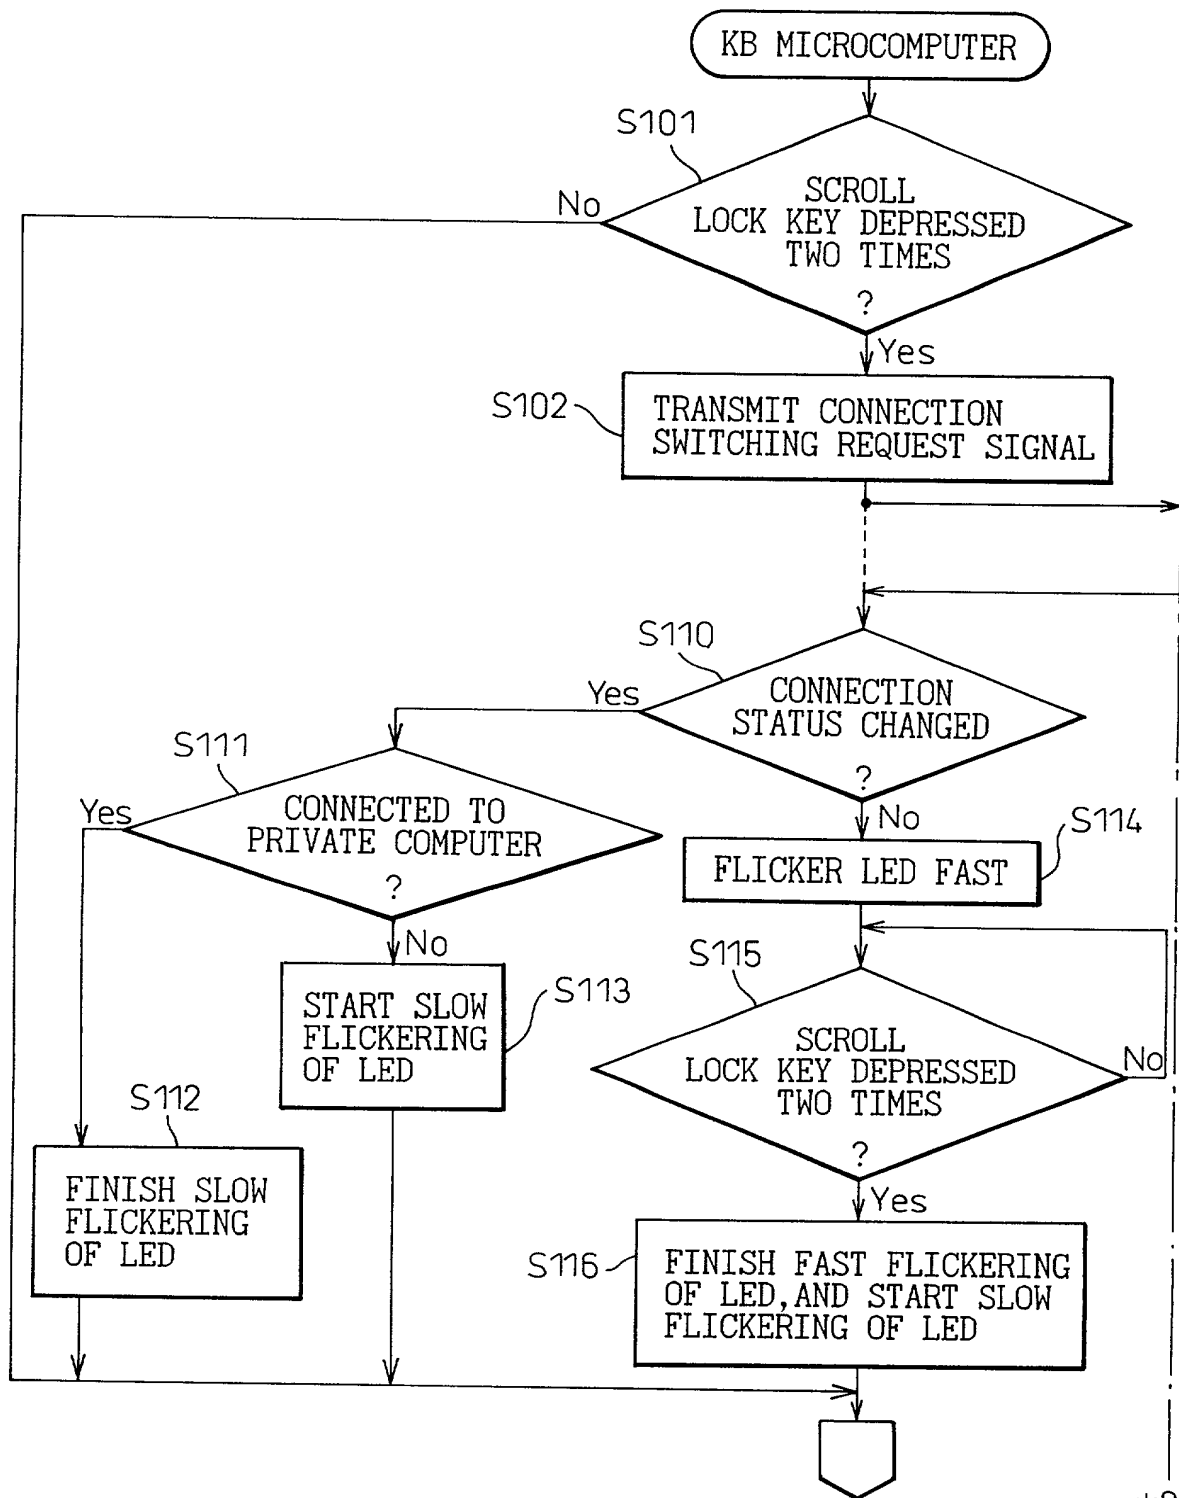 KB MICROCOMPUTER
S101
SCROLL
LOCK KEY DEPRESSED
TWO TIMES
?
No
Yes
S102
TRANSMIT CONNECTION
SWITCHING REQUEST SIGNAL
S110
CONNECTION
STATUS CHANGED
?
Yes
No
S111
CONNECTED TO
PRIVATE COMPUTER
?
Yes
No
S114
FLICKER LED FAST
S113
START SLOW
FLICKERING
OF LED
S115
SCROLL
LOCK KEY DEPRESSED
TWO TIMES
?
No
Yes
S112
FINISH SLOW
FLICKERING
OF LED
S116
FINISH FAST FLICKERING
OF LED, AND START SLOW
FLICKERING OF LED